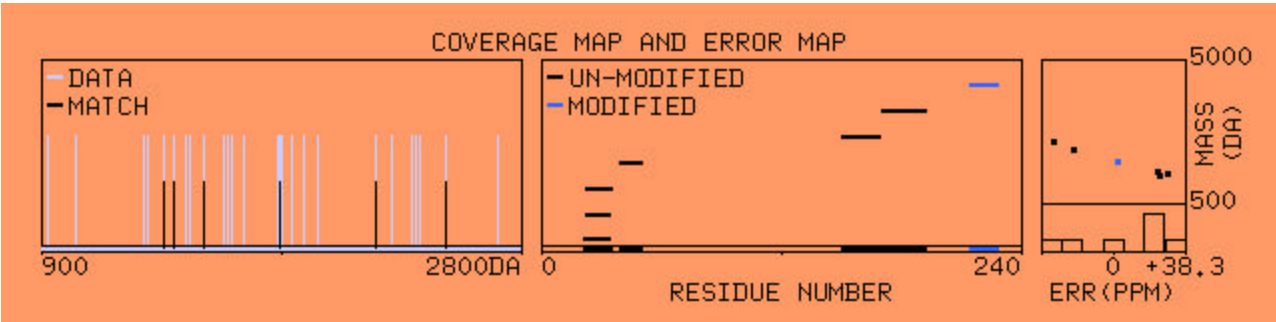 COVERAGE MAP AND ERROR MAP
DATA
MATCH
900
2800DA
UN-MODIFIED
MODIFIED
0
240
RESIDUE NUMBER
5000
MASS
(DA)
500
0
+38.3
ERR(PPM)